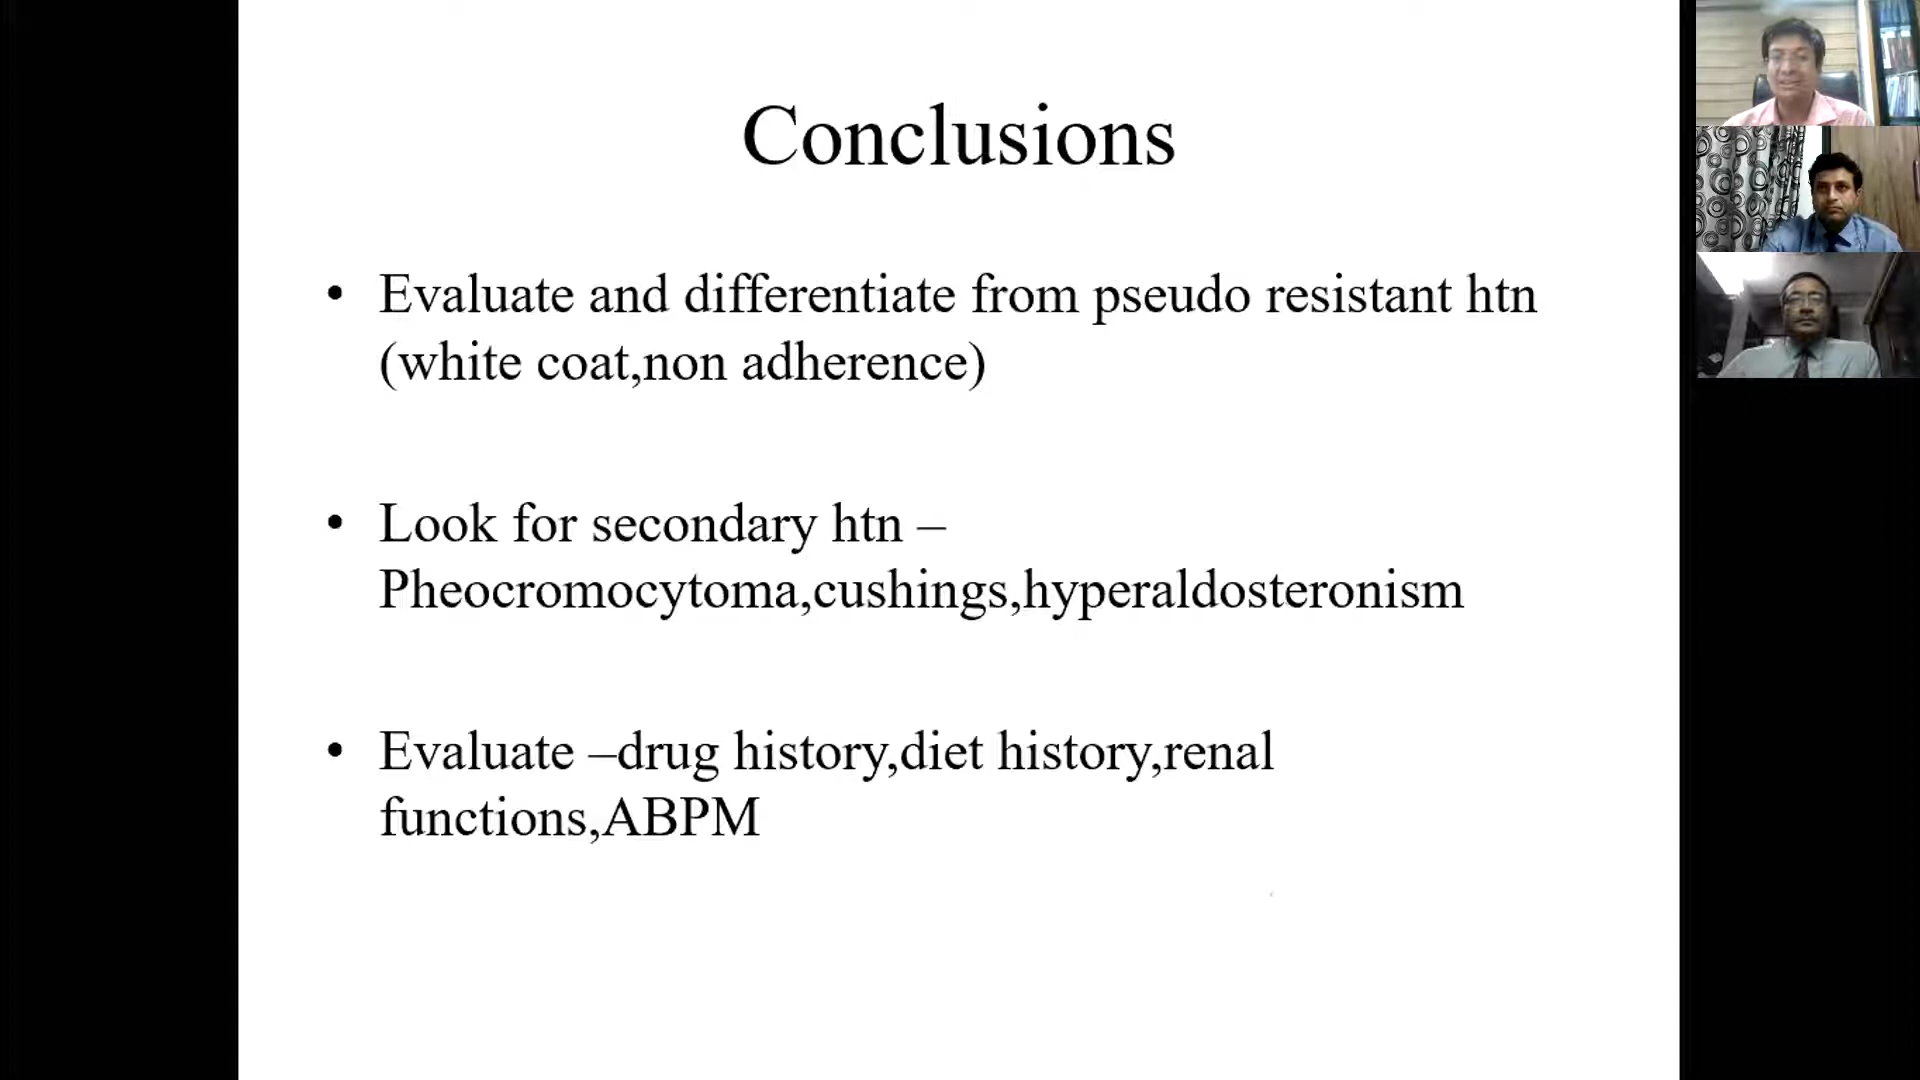 Conclusions
• Evaluate and differentiate from pseudo resistant htn
(white coat,non adherence)
• Look for secondary htn –
Pheocromocytoma,cushings,hyperaldosteronism
• Evaluate –drug history,diet history,renal
functions,ABPM